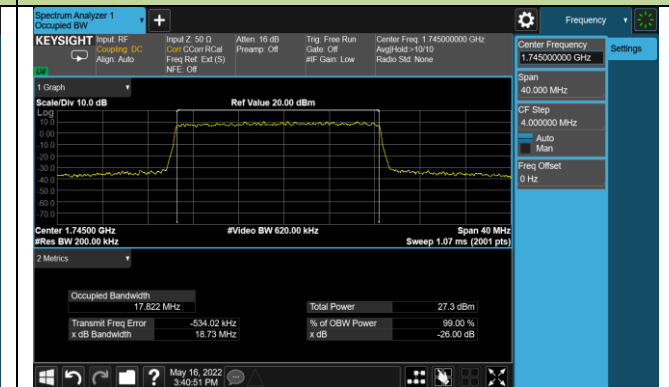 Spectrum Analyzer 1
Occupied BW
Frequency
KEYSIGHT Input: RF Input Z: 50 Ω Atten: 16 dB Trig: Free Run Center Freq: 1.745000000 GHz
Coupling: DC Corr CCorr RCal Preamp: Off Gate: Off Avg|Hold:>10/10
Align: Auto Freq Ref: Ext (S) #IF Gain: Low Radio Std: None
NFE: Off
Center Frequency
1.745000000 GHz
Settings
Span
40.000 MHz
CF Step
4.000000 MHz
Auto
Man
Freq Offset
0 Hz
1 Graph
Scale/Div 10.0 dB Ref Value 20.00 dBm
Log
10.0
0.00
-10.0
-20.0
-30.0
-40.0
-50.0
-60.0
-70.0
Center 1.74500 GHz #Video BW 620.00 kHz Span 40 MHz
#Res BW 200.00 kHz Sweep 1.07 ms (2001 pts)
2 Metrics
Occupied Bandwidth
17.822 MHz Total Power 27.3 dBm
Transmit Freq Error -534.02 kHz % of OBW Power 99.00 %
x dB Bandwidth 18.73 MHz x dB -26.00 dB
May 16, 2022
3:40:51 PM